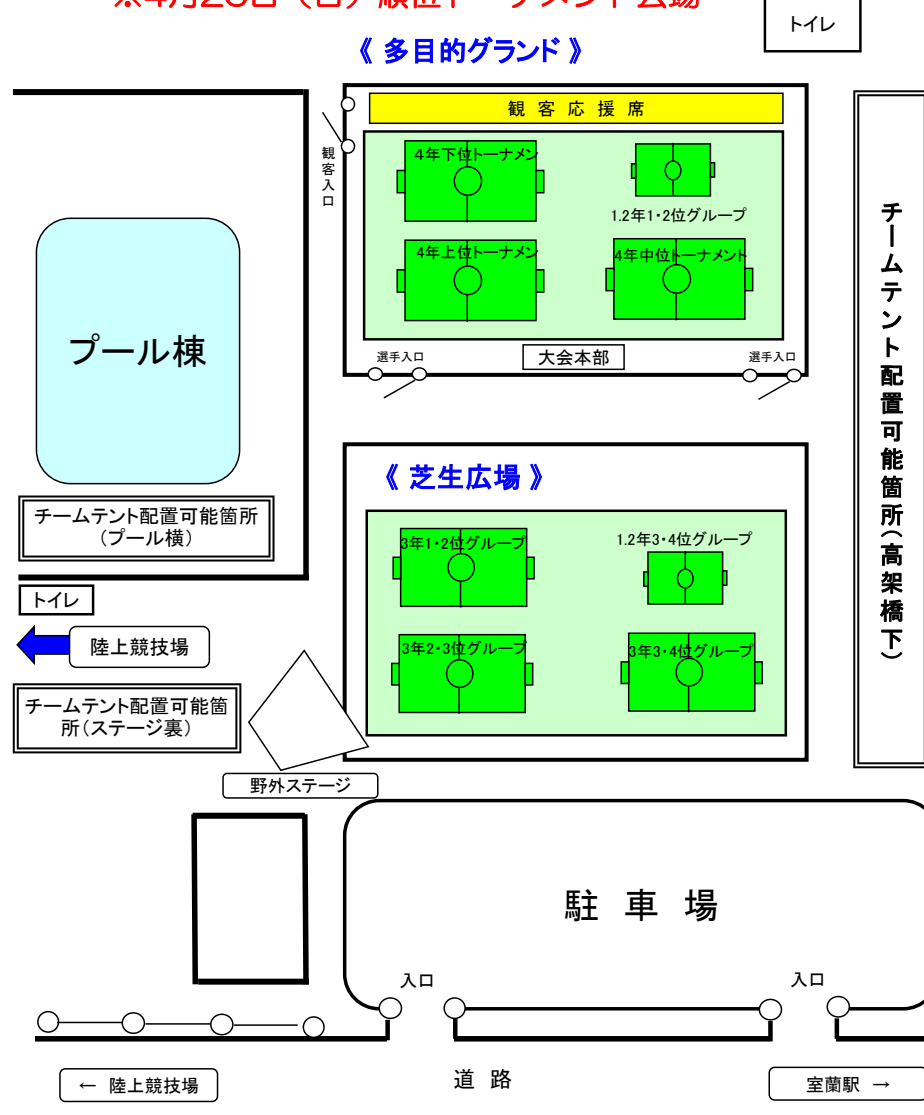 トイレ
《 多目的グランド 》
観 客 応 援 席
観客入口
4年下位トーナメン
1.2年1・2位グループ
4年上位トーナメン
4年中位トーナメント
選手入口
大会本部
選手入口
プール棟
チームテント配置可能箇所(高架橋下)
《 芝生広場 》
チームテント配置可能箇所
(プール横)
3年1・2位グループ
1.2年3・4位グループ
トイレ
陸上競技場
3年2・3位グループ
3年3・4位グループ
チームテント配置可能箇
所(ステージ裏)
野外ステージ
駐 車 場
入口
入口
← 陸上競技場
道 路
室蘭駅 →